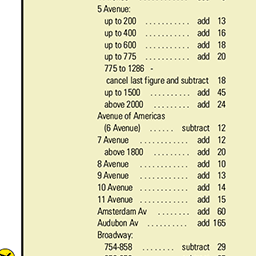 5 Avenue:
up to 200 . . . . . . . . . . . add 13
up to 400 . . . . . . . . . . . add 16
up to 600 . . . . . . . . . . . add 18
up to 775 . . . . . . . . . . . add 20
775 to 1286 -
cancel last figure and subtract 18
up to 1500 . . . . . . . . . . add 45
above 2000 . . . . . . . . . add 24
Avenue of Americas
(6 Avenue) . . . . . . subtract 12
7 Avenue . . . . . . . . . . . . add 12
above 1800 . . . . . . . . . add 20
8 Avenue . . . . . . . . . . . . add 10
9 Avenue . . . . . . . . . . . . add 13
10 Avenue . . . . . . . . . . . add 14
11 Avenue . . . . . . . . . . . add 15
Amsterdam Av . . . . . . . add 60
Audubon Av . . . . . . . . . add 165
Broadway:
754-858 . . . . . . . . subtract 29